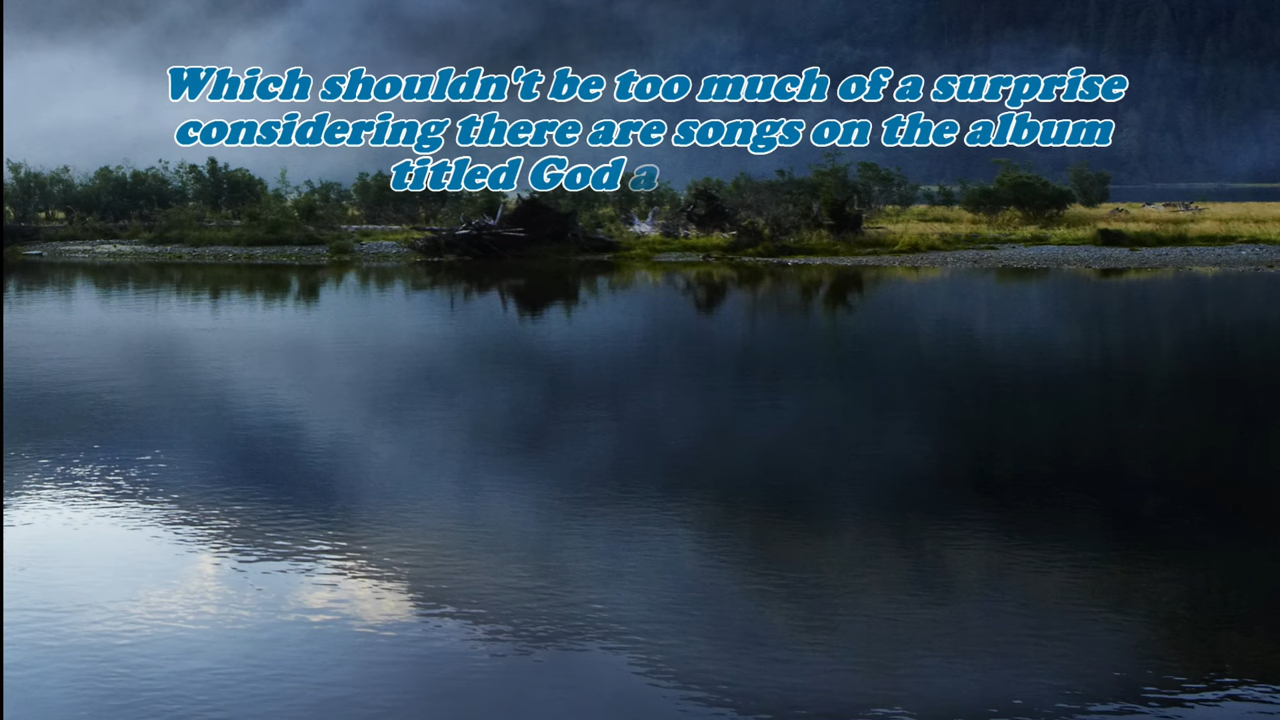 Which shouldn't be too much of a surprise
considering there are songs on the album
titled God a